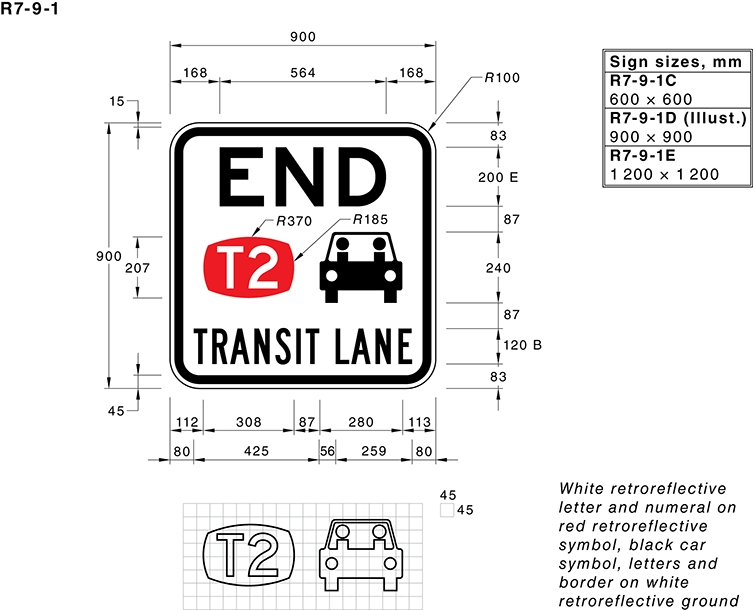 R7-9-1
900
168 564 168
R100
15
83
END
200 E
R370 R185
87
900
207
T2
240
87
TRANSIT LANE
120 B
45
83
112 308 87 280 113
80 425 56 259 80
Sign sizes, mm
R7-9-1C
600 × 600
R7-9-1D (Illust.)
900 × 900
R7-9-1E
1 200 × 1 200
45
45
T2
White retroreflective
letter and numeral on
red retroreflective
symbol, black car
symbol, letters and
border on white
retroreflective ground